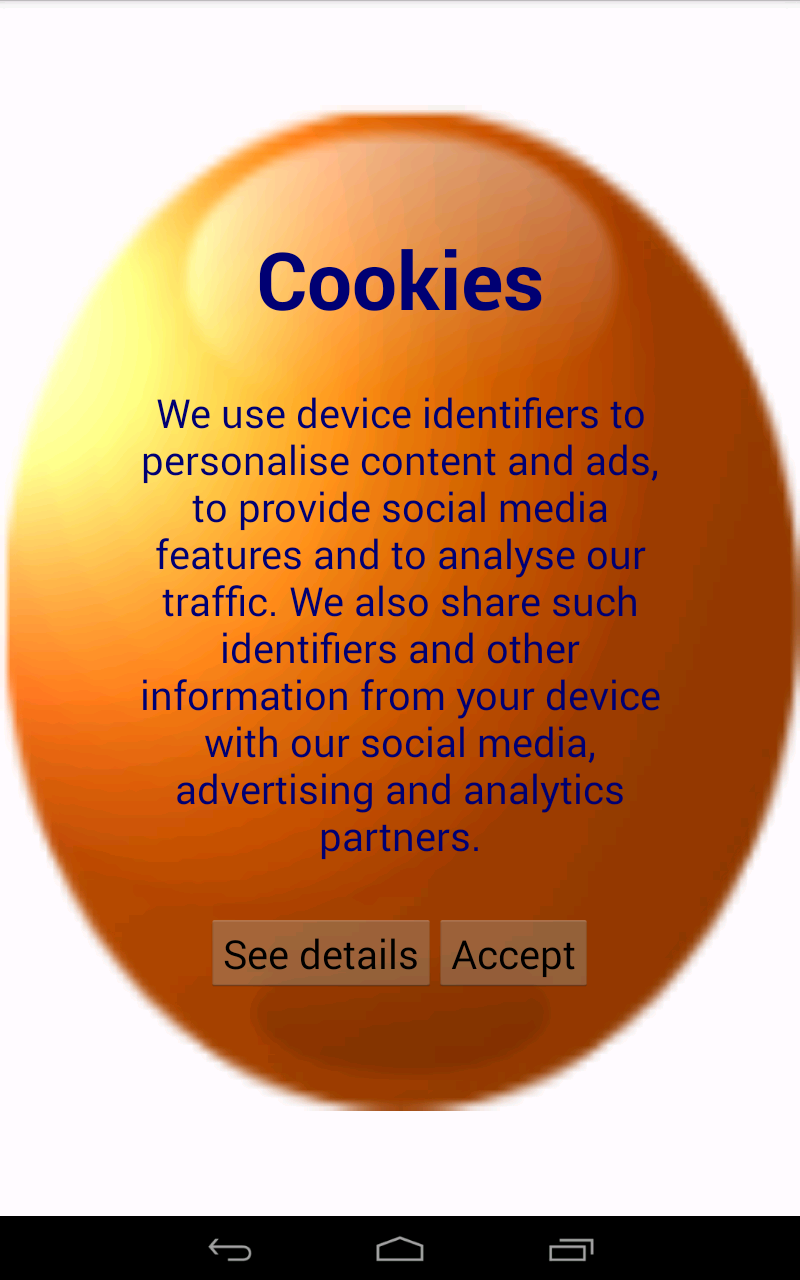 Cookies
We use device identifiers to
personalise content and ads,
to provide social media
features and to analyse our
traffic. We also share such
identifiers and other
information from your device
with our social media,
advertising and analytics
partners.
See details Accept